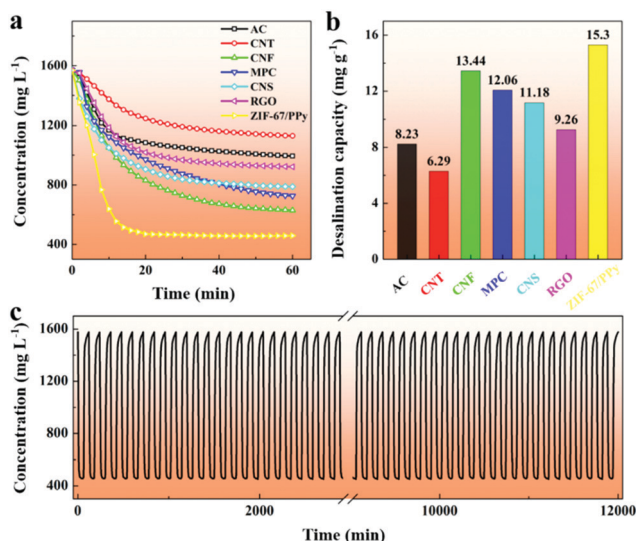 a
Concentration (mg L⁻¹)
1600
1200
800
400
0
20
40
60
Time (min)
AC
CNT
CNF
MPC
CNS
RGO
ZIF-67/PPy
b
Desalination capacity (mg g⁻¹)
16
12
8
4
0
8.23
6.29
13.44
12.06
11.18
9.26
15.3
AC
CNT
CNF
MPC
CNS
RGO
ZIF-67/PPy
c
Concentration (mg L⁻¹)
1600
1200
800
400
0
2000
10000
12000
Time (min)